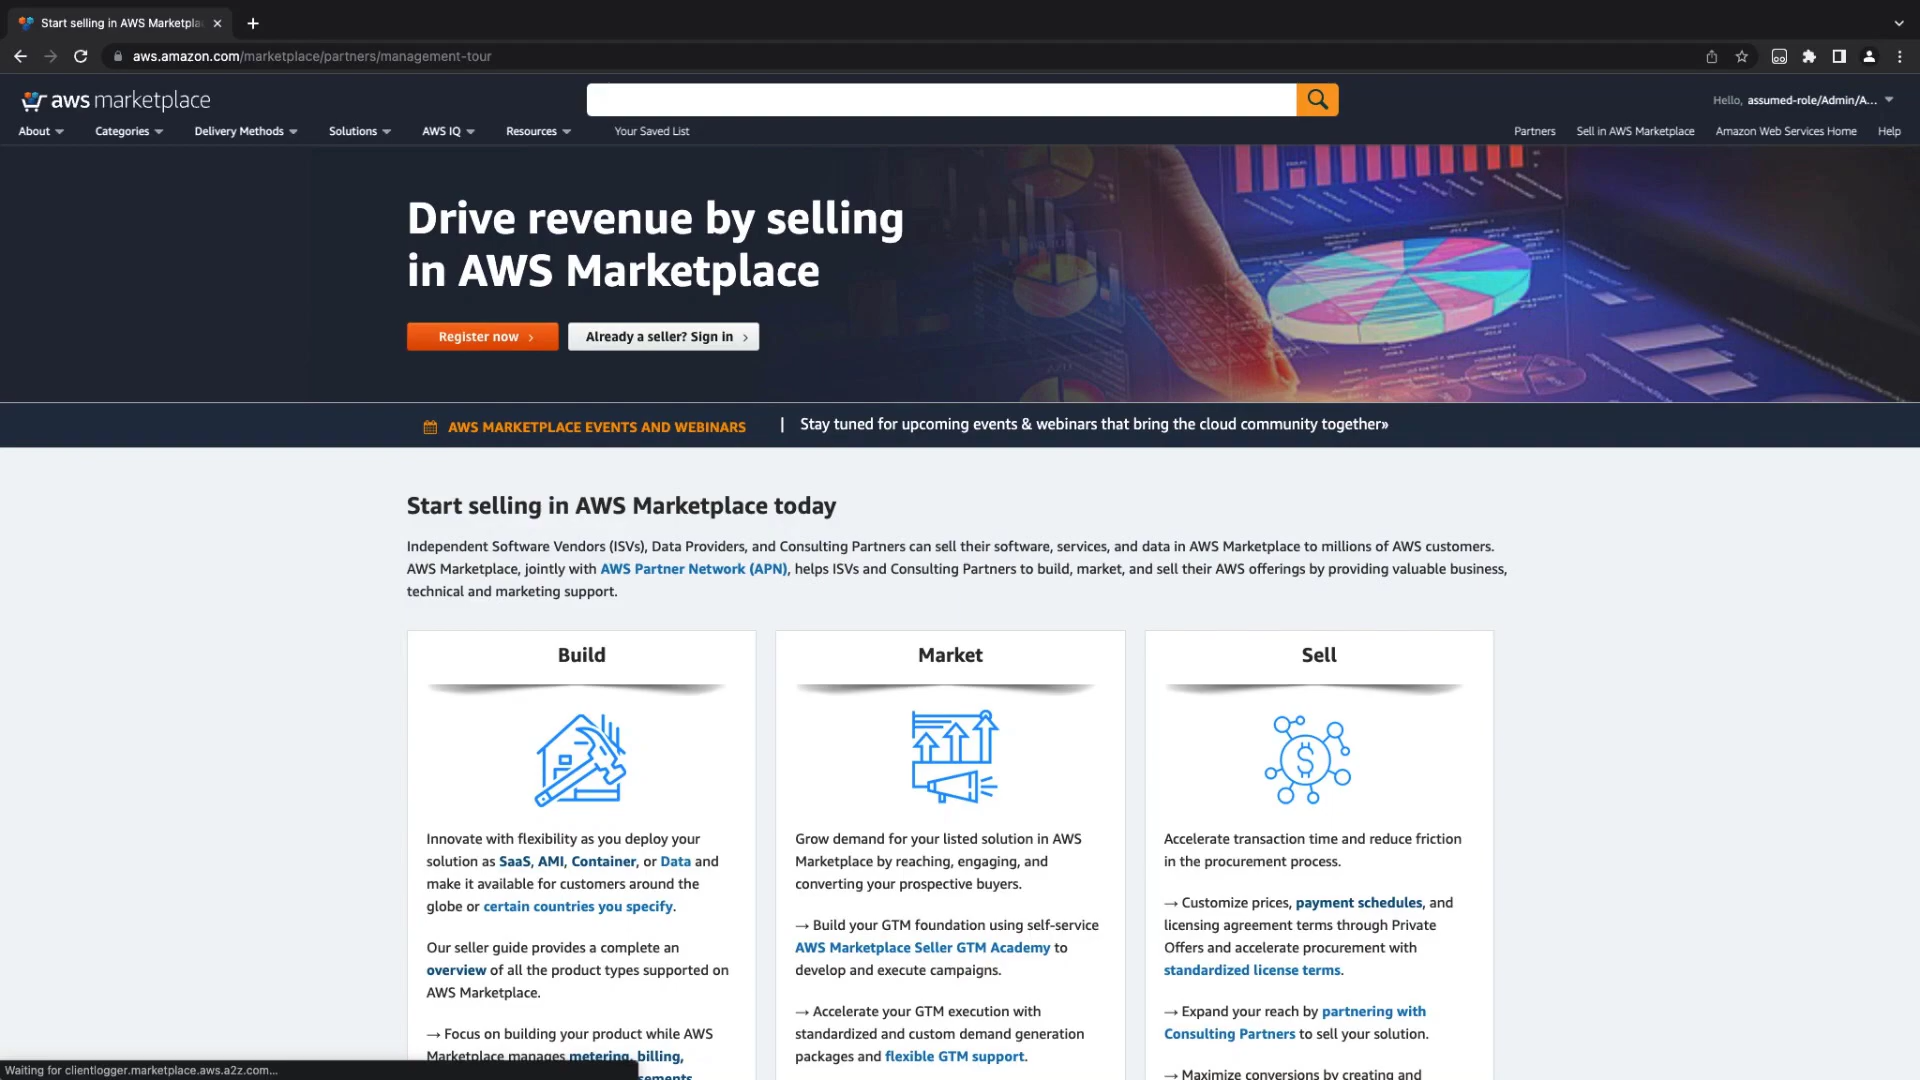 Start selling in AWS Marketpla
aws.amazon.com/marketplace/partners/management-tour
aws marketplace
Hello, assumed-role/Admin/A...
About
Categories
Delivery Methods
Solutions
AWS IQ
Resources
Your Saved List
Partners
Sell in AWS Marketplace
Amazon Web Services Home
Help
Drive revenue by selling
in AWS Marketplace
Register now
Already a seller? Sign in
AWS MARKETPLACE EVENTS AND WEBINARS | Stay tuned for upcoming events & webinars that bring the cloud community together»
Start selling in AWS Marketplace today
Independent Software Vendors (ISVs), Data Providers, and Consulting Partners can sell their software, services, and data in AWS Marketplace to millions of AWS customers.
AWS Marketplace, jointly with AWS Partner Network (APN), helps ISVs and Consulting Partners to build, market, and sell their AWS offerings by providing valuable business,
technical and marketing support.
Build
Innovate with flexibility as you deploy your
solution as SaaS, AMI, Container, or Data and
make it available for customers around the
globe or certain countries you specify.
Our seller guide provides a complete an
overview of all the product types supported on
AWS Marketplace.
→ Focus on building your product while AWS
Marketplace manages metering, billing,
sements
Market
Grow demand for your listed solution in AWS
Marketplace by reaching, engaging, and
converting your prospective buyers.
→ Build your GTM foundation using self-service
AWS Marketplace Seller GTM Academy to
develop and execute campaigns.
→ Accelerate your GTM execution with
standardized and custom demand generation
packages and flexible GTM support.
Sell
$
Accelerate transaction time and reduce friction
in the procurement process.
→ Customize prices, payment schedules, and
licensing agreement terms through Private
Offers and accelerate procurement with
standardized license terms.
→ Expand your reach by partnering with
Consulting Partners to sell your solution.
→ Maximize conversions by creating and
Waiting for clientlogger.marketplace.aws.a2z.com...